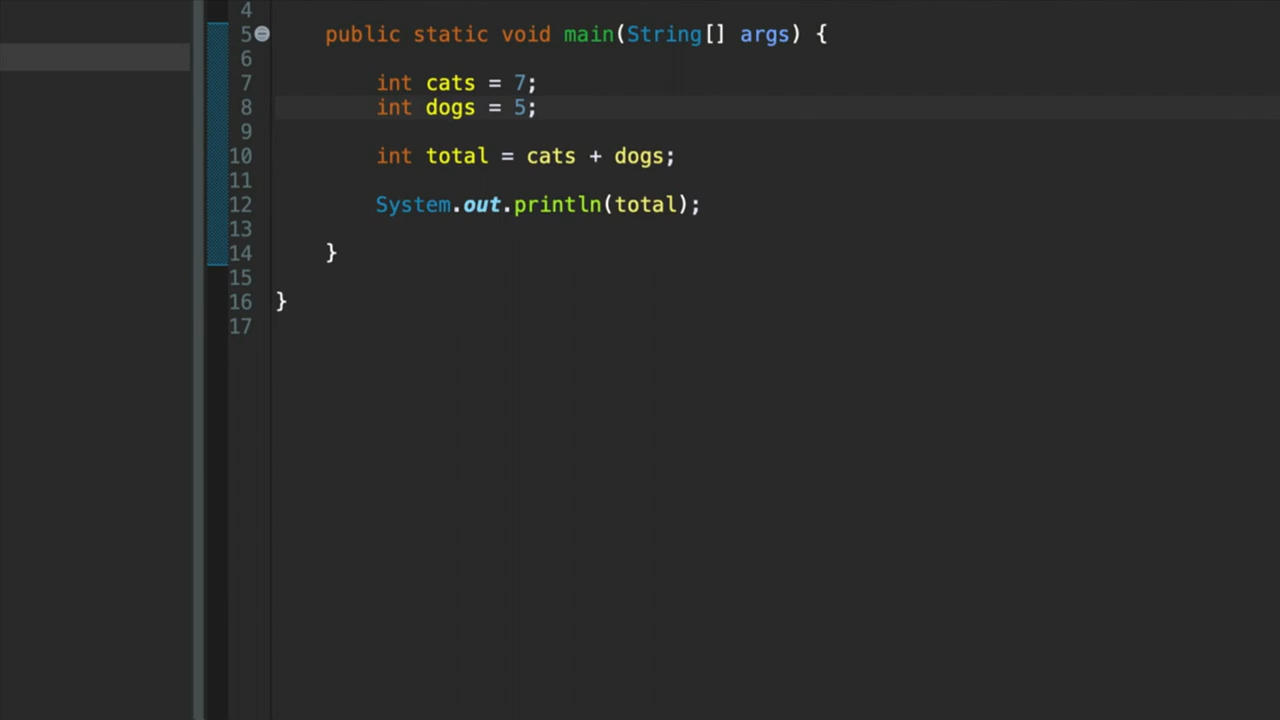 4
5 public static void main(String[] args) {
6
7 int cats = 7;
8 int dogs = 5;
9
10 int total = cats + dogs;
11
12 System.out.println(total);
13
14 }
15
16 }
17